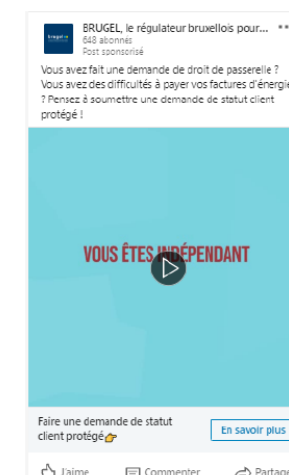 BRUGEL, le régulateur bruxellois pour...
648 abonnés
Post sponsorisé
Vous avez fait une demande de droit de passerelle ?
Vous avez des difficultés à payer vos factures d'énergie
? Pensez à soumettre une demande de statut client
protégé !
VOUS ÊTES INDÉPENDANT
Faire une demande de statut
client protégé👉
En savoir plus
J'aime
Commenter
Partage